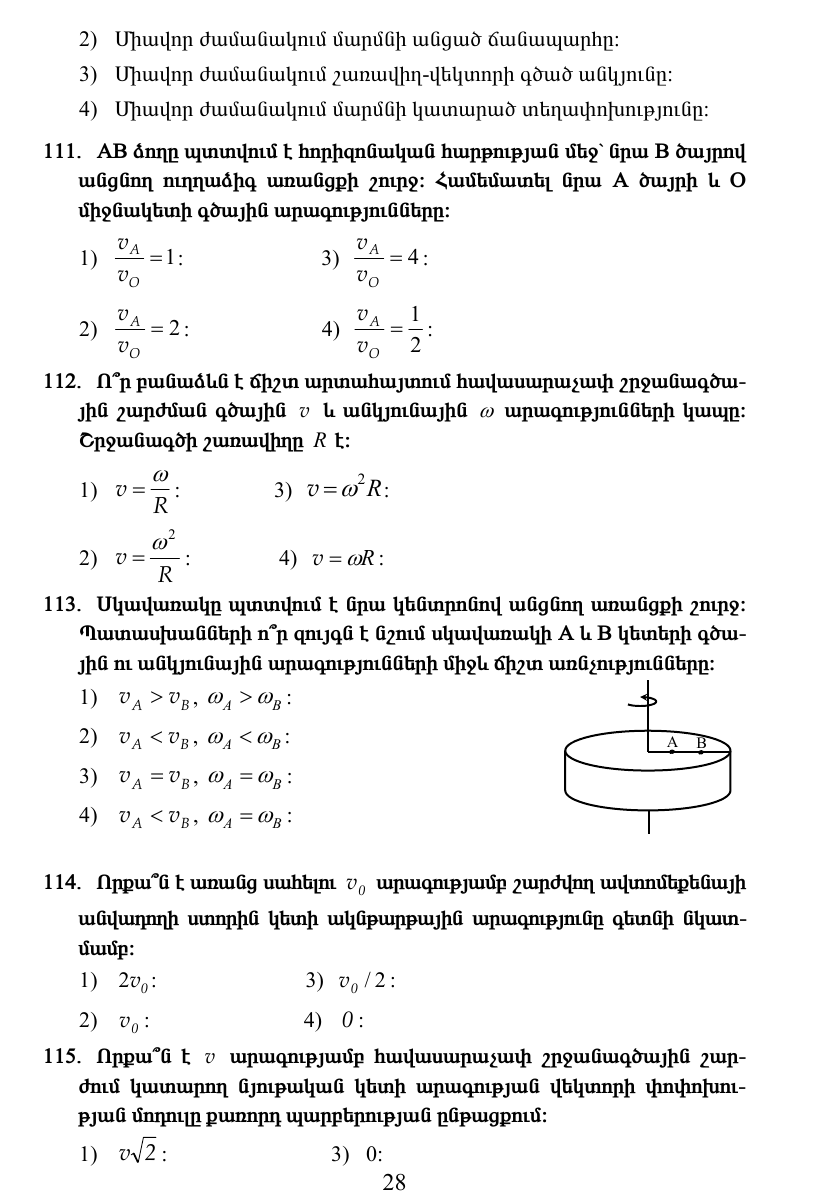 2) Միավոր ժամանակում մարմնի անցած ճանապարհը:
3) Միավոր ժամանակում շառավիղ-վեկտորի գծած անկյունը:
4) Միավոր ժամանակում մարմնի կատարած տեղափոխությունը:
111. AB ձողը պտտվում է հորիզոնական հարթության մեջ` նրա B ծայրով
անցնող ուղղաձիգ առանցքի շուրջ: Համեմատել նրա A ծայրի և O
միջնակետի գծային արագությունները:
1) v_A/v_O = 1: 3) v_A/v_O = 4:
2) v_A/v_O = 2: 4) v_A/v_O = 1/2:
112. Ո՞ր բանաձևն է ճիշտ արտահայտում հավասարաչափ շրջանագծա-
յին շարժման գծային v և անկյունային ω արագությունների կապը:
Շրջանագծի շառավիղը R է:
1) v = ω/R: 3) v = ω²R:
2) v = ω²/R: 4) v = ωR:
113. Սկավառակը պտտվում է նրա կենտրոնով անցնող առանցքի շուրջ:
Պատասխանների ո՞ր զույգն է նշում սկավառակի A և B կետերի գծա-
յին ու անկյունային արագությունների միջև ճիշտ առնչությունները:
1) v_A > v_B, ω_A > ω_B:
2) v_A < v_B, ω_A < ω_B:
3) v_A = v_B, ω_A = ω_B:
4) v_A < v_B, ω_A = ω_B:
A B
114. Որքա՞ն է առանց սահելու v_0 արագությամբ շարժվող ավտոմեքենայի
անվադողի ստորին կետի ակնթարթային արագությունը գետնի նկատ-
մամբ:
1) 2v_0: 3) v_0 / 2:
2) v_0: 4) 0:
115. Որքա՞ն է v արագությամբ հավասարաչափ շրջանագծային շար-
ժում կատարող նյութական կետի արագության վեկտորի փոփոխու-
թյան մոդուլը քառորդ պարբերության ընթացքում:
1) v√2: 3) 0:
28